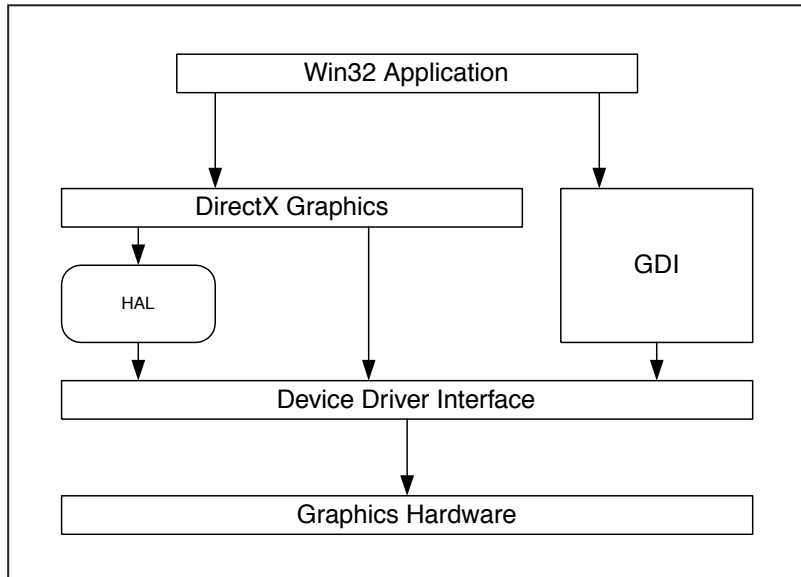 Win32 Application
DirectX Graphics
GDI
HAL
Device Driver Interface
Graphics Hardware